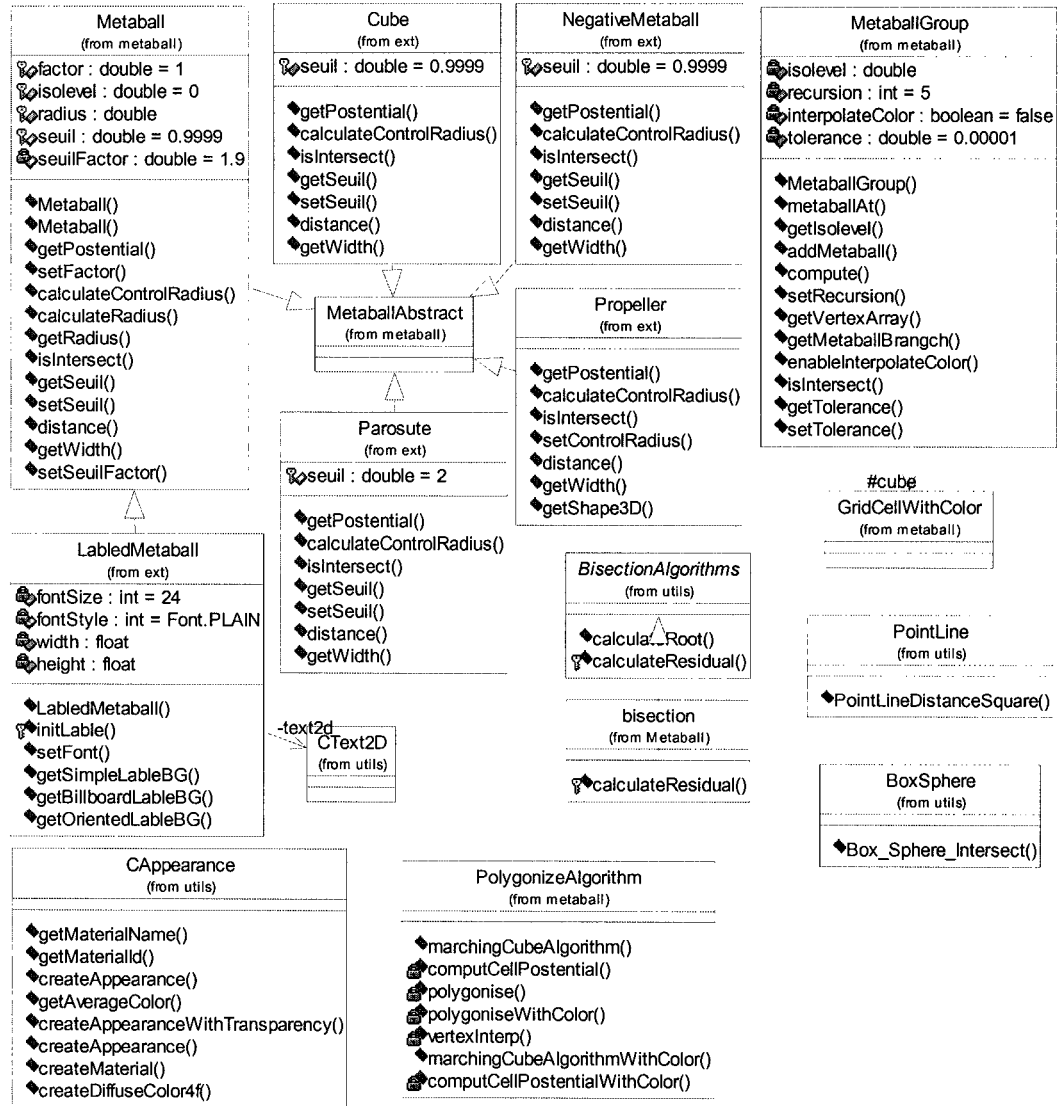 Metaball
(from metaball)
factor : double = 1
isolevel : double = 0
radius : double
seuil : double = 0.9999
seuilFactor : double = 1.9
Metaball()
Metaball()
getPostential()
setFactor()
calculateControlRadius()
calculateRadius()
getRadius()
isIntersect()
getSeuil()
setSeuil()
distance()
getWidth()
setSeuilFactor()
Cube
(from ext)
seuil : double = 0.9999
getPostential()
calculateControlRadius()
isIntersect()
getSeuil()
setSeuil()
distance()
getWidth()
NegativeMetaball
(from ext)
seuil : double = 0.9999
getPostential()
calculateControlRadius()
isIntersect()
getSeuil()
setSeuil()
distance()
getWidth()
MetaballGroup
(from metaball)
isolevel : double
recursion : int = 5
interpolateColor : boolean = false
tolerance : double = 0.00001
MetaballGroup()
metaballAt()
getIsolevel()
addMetaball()
compute()
setRecursion()
getVertexArray()
getMetaballBrangch()
enableInterpolateColor()
isIntersect()
getTolerance()
setTolerance()
MetaballAbstract
(from metaball)
Propeller
(from ext)
getPostential()
calculateControlRadius()
isIntersect()
setControlRadius()
distance()
getWidth()
getShape3D()
Parosute
(from ext)
seuil : double = 2
getPostential()
calculateControlRadius()
isIntersect()
getSeuil()
setSeuil()
distance()
getWidth()
#cube
GridCellWithColor
(from metaball)
LabledMetaball
(from ext)
fontSize : int = 24
fontStyle : int = Font.PLAIN
width : float
height : float
LabledMetaball()
initLable()
setFont()
getSimpleLableBG()
getBillboardLableBG()
getOrientedLableBG()
-text2d
CText2D
(from utils)
BisectionAlgorithms
(from utils)
calculateRoot()
calculateResidual()
bisection
(from Metaball)
calculateResidual()
PointLine
(from utils)
PointLineDistanceSquare()
BoxSphere
(from utils)
Box_Sphere_Intersect()
CAppearance
(from utils)
getMaterialName()
getMaterialId()
createAppearance()
getAverageColor()
createAppearanceWithTransparency()
createAppearance()
createMaterial()
createDiffuseColor4f()
PolygonizeAlgorithm
(from metaball)
marchingCubeAlgorithm()
computCellPostential()
polygonise()
polygoniseWithColor()
vertexInterp()
marchingCubeAlgorithmWithColor()
computCellPostentialWithColor()